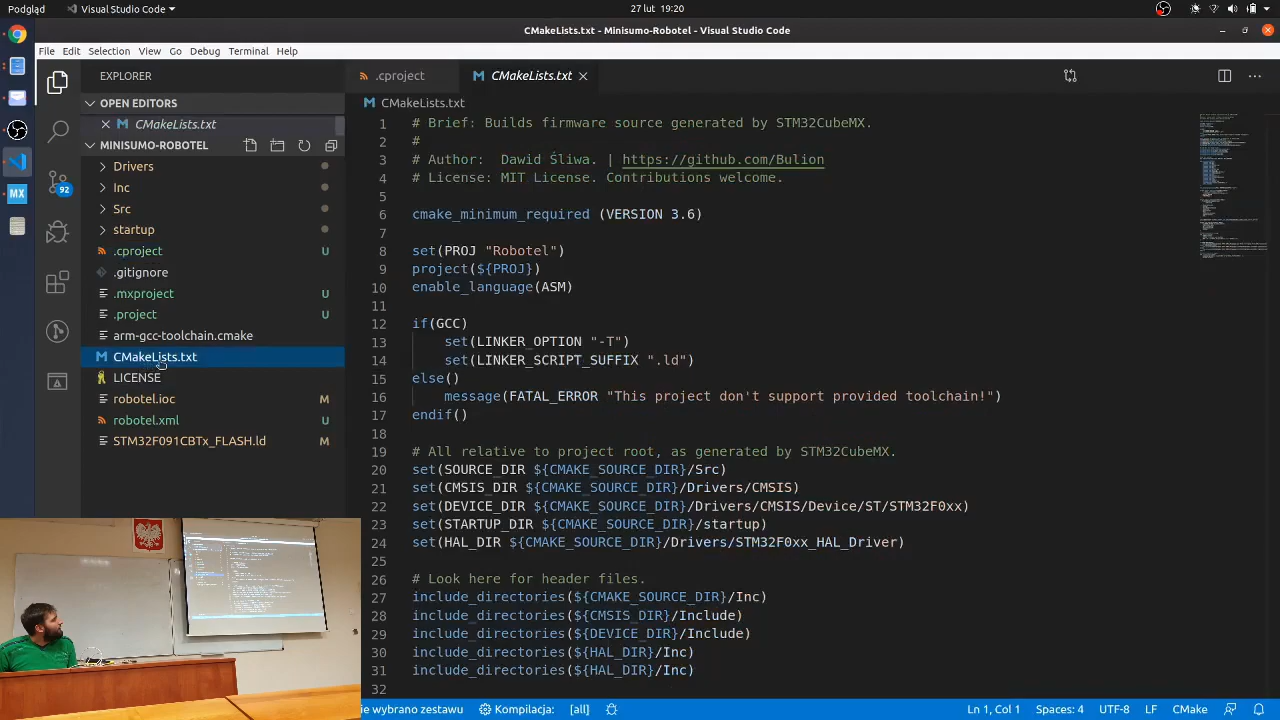 Podgląd
Visual Studio Code
27 lut 19:20
CMakeLists.txt - Minisumo-Robotel - Visual Studio Code
File Edit Selection View Go Debug Terminal Help
EXPLORER
OPEN EDITORS
CMakeLists.txt
MINISUMO-ROBOTEL
Drivers
Inc
Src
startup
.cproject U
.gitignore
.mxproject U
.project U
arm-gcc-toolchain.cmake
CMakeLists.txt
LICENSE
robotel.ioc M
robotel.xml U
STM32F091CBTx_FLASH.ld M
92
MX
.cproject
CMakeLists.txt
CMakeLists.txt
1 # Brief: Builds firmware source generated by STM32CubeMX.
2 #
3 # Author: Dawid Śliwa. | https://github.com/Bulion
4 # License: MIT License. Contributions welcome.
5
6 cmake_minimum_required (VERSION 3.6)
7
8 set(PROJ "Robotel")
9 project(${PROJ})
10 enable_language(ASM)
11
12 if(GCC)
13 set(LINKER_OPTION "-T")
14 set(LINKER_SCRIPT_SUFFIX ".ld")
15 else()
16 message(FATAL_ERROR "This project don't support provided toolchain!")
17 endif()
18
19 # All relative to project root, as generated by STM32CubeMX.
20 set(SOURCE_DIR ${CMAKE_SOURCE_DIR}/Src)
21 set(CMSIS_DIR ${CMAKE_SOURCE_DIR}/Drivers/CMSIS)
22 set(DEVICE_DIR ${CMAKE_SOURCE_DIR}/Drivers/CMSIS/Device/ST/STM32F0xx)
23 set(STARTUP_DIR ${CMAKE_SOURCE_DIR}/startup)
24 set(HAL_DIR ${CMAKE_SOURCE_DIR}/Drivers/STM32F0xx_HAL_Driver)
25
26 # Look here for header files.
27 include_directories(${CMAKE_SOURCE_DIR}/Inc)
28 include_directories(${CMSIS_DIR}/Include)
29 include_directories(${DEVICE_DIR}/Include)
30 include_directories(${HAL_DIR}/Inc)
31 include_directories(${HAL_DIR}/Inc)
32
ie wybrano zestawu Kompilacja: [all] Ln 1, Col 1 Spaces: 4 UTF-8 LF CMake